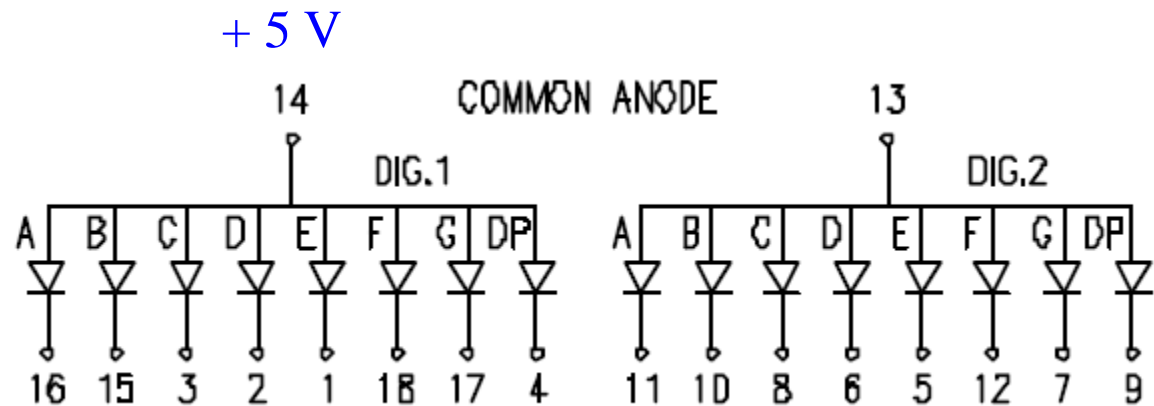 + 5 V
14 COMMON ANODE 13
DIG.1 DIG.2
A B C D E F G DP A B C D E F G DP
16 15 3 2 1 18 17 4 11 10 8 6 5 12 7 9